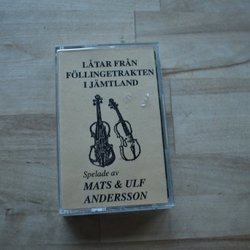 LÅTAR FRÅN
FÖLLINGETRAKTEN
I JÄMTLAND
Spelade av
MATS & ULF
ANDERSSON